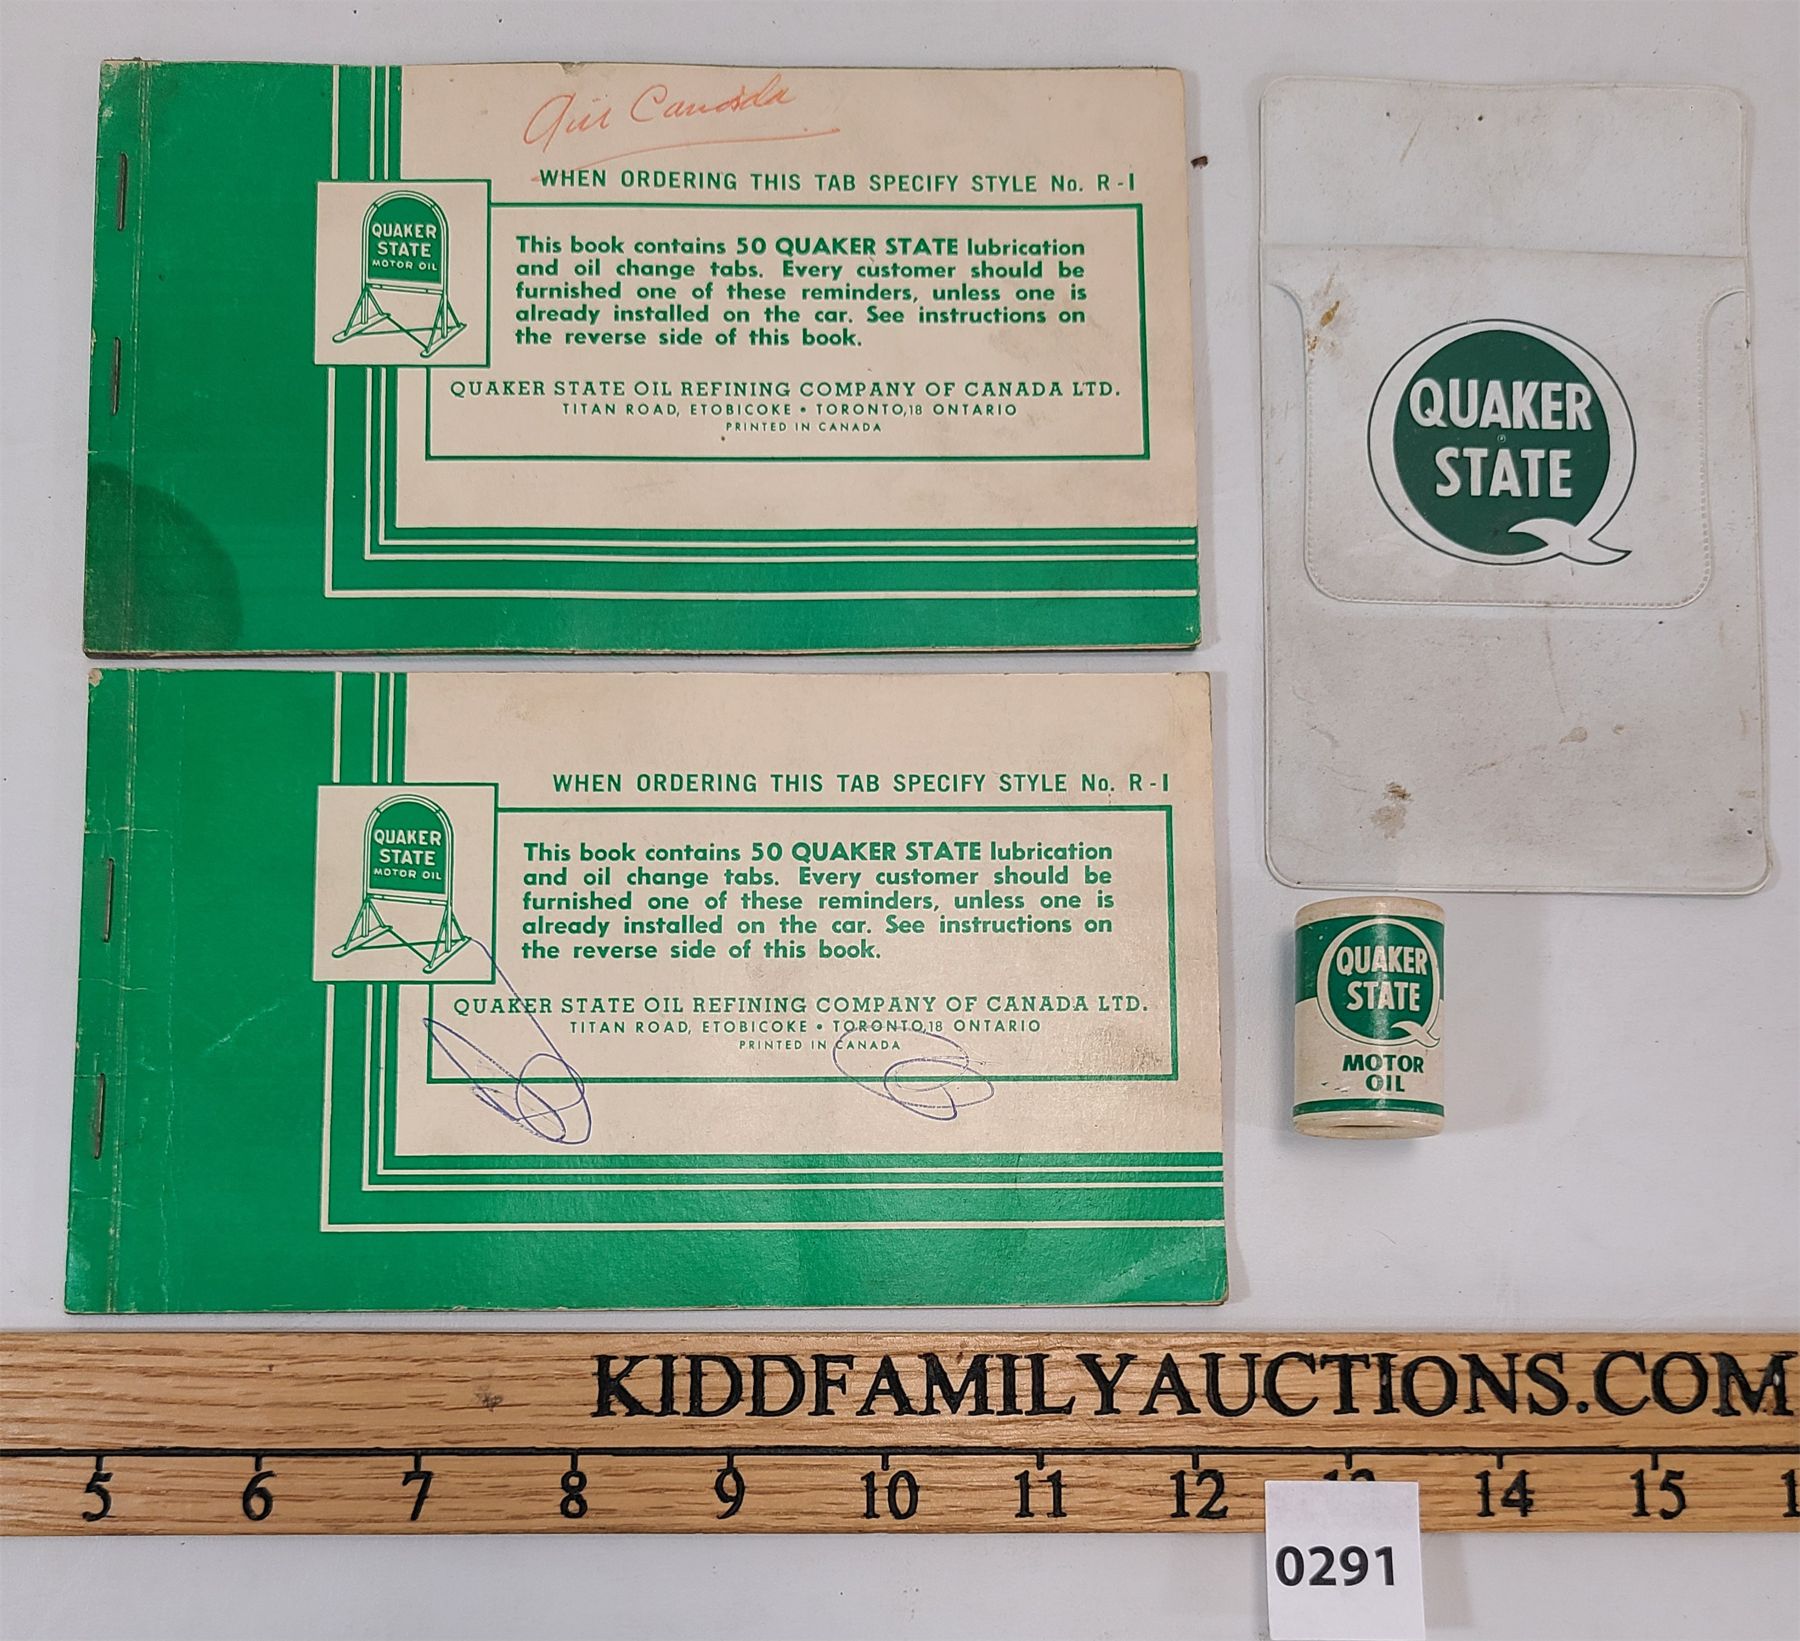 WHEN ORDERING THIS TAB SPECIFY STYLE No. R-1
QUAKER
STATE
MOTOR OIL
This book contains 50 QUAKER STATE lubrication
and oil change tabs. Every customer should be
furnished one of these reminders, unless one is
already installed on the car. See instructions on
the reverse side of this book.
QUAKER STATE OIL REFINING COMPANY OF CANADA LTD.
TITAN ROAD, ETOBICOKE • TORONTO,18 ONTARIO
PRINTED IN CANADA
QUAKER
STATE
WHEN ORDERING THIS TAB SPECIFY STYLE No. R-1
QUAKER
STATE
MOTOR OIL
This book contains 50 QUAKER STATE lubrication
and oil change tabs. Every customer should be
furnished one of these reminders, unless one is
already installed on the car. See instructions on
the reverse side of this book.
QUAKER STATE OIL REFINING COMPANY OF CANADA LTD.
TITAN ROAD, ETOBICOKE • TORONTO,18 ONTARIO
PRINTED IN CANADA
QUAKER
STATE
MOTOR
OIL
KIDDFAMILYAUCTIONS.COM
5 6 7 8 9 10 11 12 14 15
0291